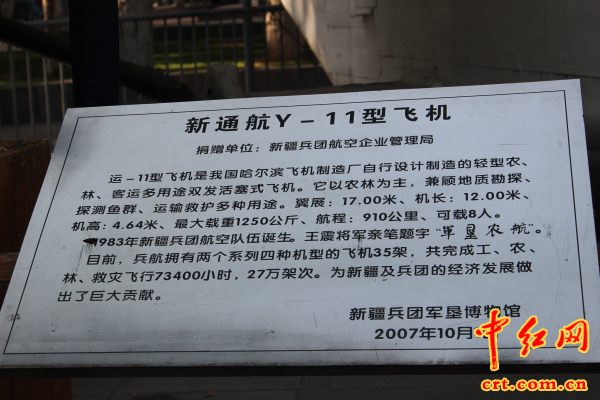 新通航Y-11型飞机
捐赠单位：新疆兵团航空企业管理局
运-11型飞机是我国哈尔滨飞机制造厂自行设计制造的轻型农、
林、客运多用途双发活塞式飞机。它以农林为主，兼顾地质勘探、
探测鱼群、运输救护多种用途。翼展：17.00米、机长：12.00米、
机高：4.64米、最大载重1250公斤、航程：910公里、可载8人。
1983年新疆兵团航空队伍诞生。王震将军亲笔题字“军垦农航”。
目前，兵航拥有两个系列四种机型的飞机35架，共完成工、农、
林、救灾飞行73400小时，27万架次。为新疆及兵团的经济发展做
出了巨大贡献。
新疆兵团军垦博物馆
2007年10月
中红网
crt.com.cn